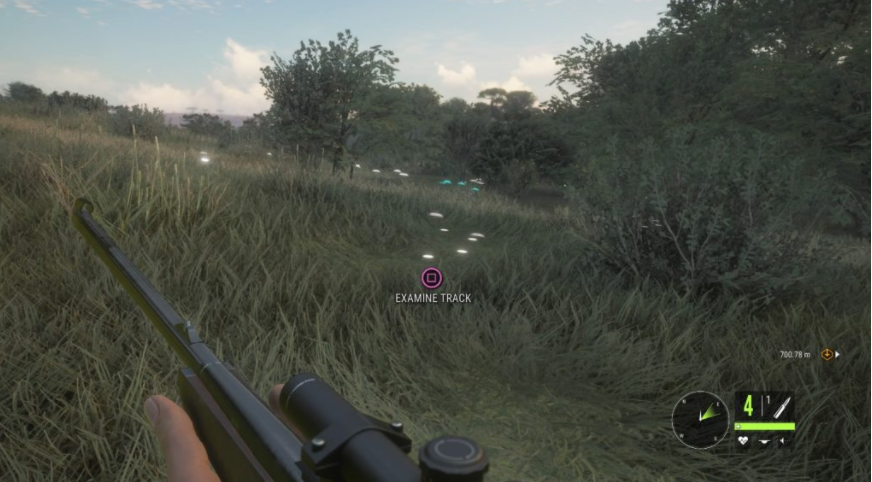 EXAMINE TRACK
700.78 m
4
1